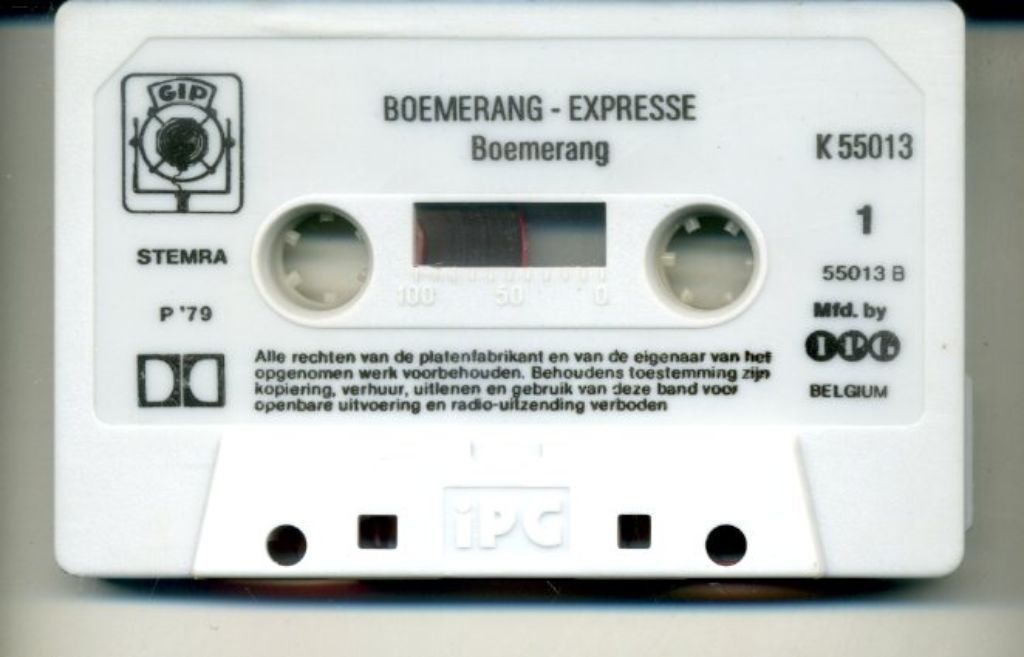 GIP
BOEMERANG - EXPRESSE
Boemerang
K 55013
1
STEMRA
55013 B
100 50 0
P '79
Mfd. by
IPC
BELGIUM
Alle rechten van de platenfabrikant en van de eigenaar van het
opgenomen werk voorbehouden. Behoudens toestemming zijn
kopiering, verhuur, uitlenen en gebruik van deze band voor
openbare uitvoering en radio-uitzending verboden
iPC